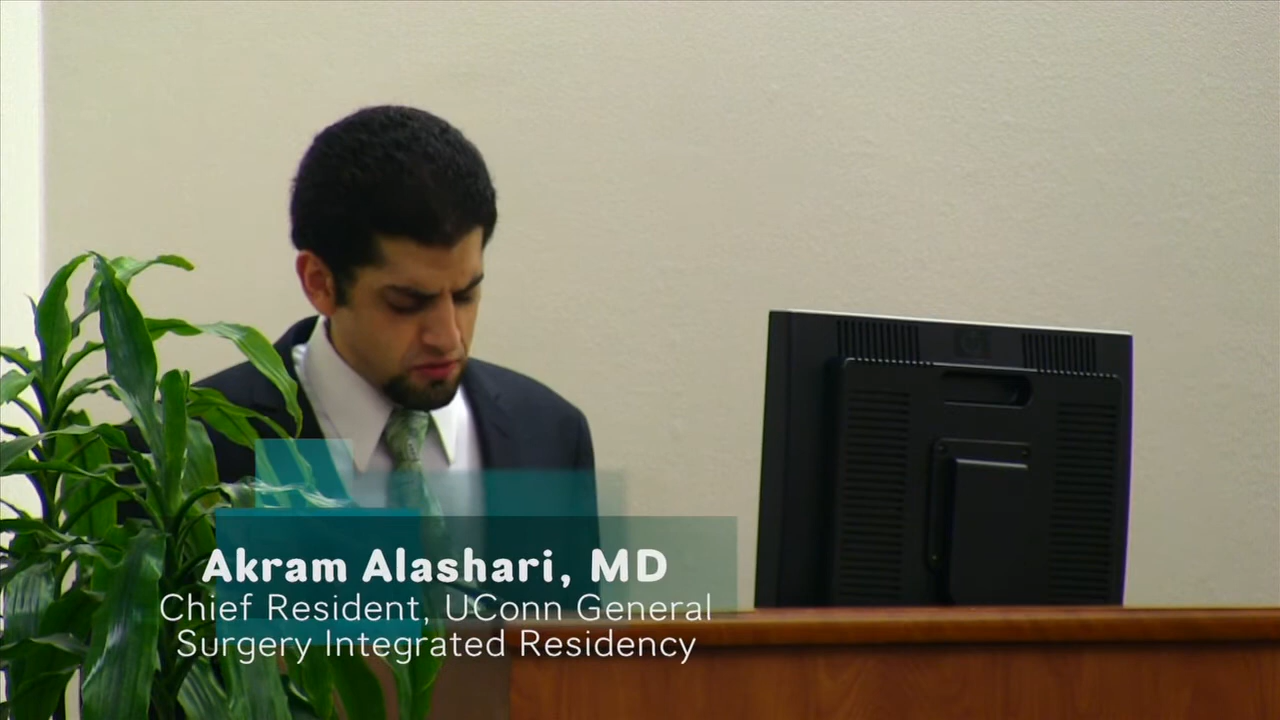 Akram Alashari, MD
Chief Resident, UConn General
Surgery Integrated Residency